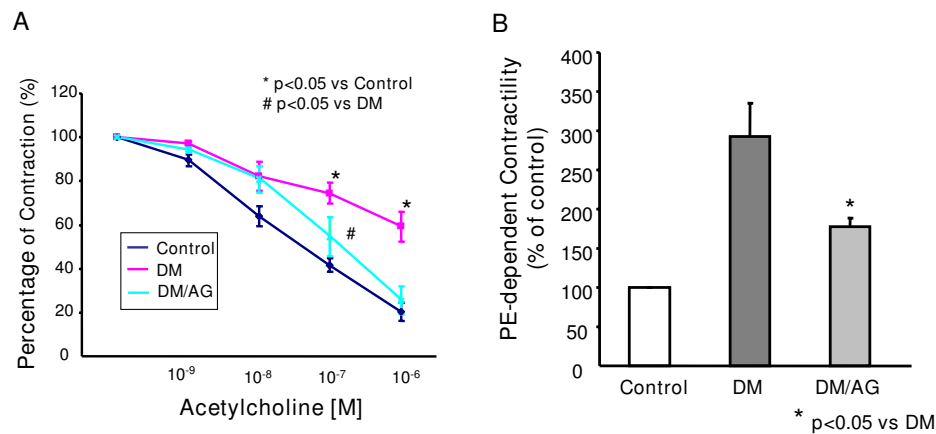 A
* p<0.05 vs Control
# p<0.05 vs DM
Percentage of Contraction (%)
120
100
80
60
40
20
0
* *
#
Control
DM
DM/AG
10-9 10-8 10-7 10-6
Acetylcholine [M]
B
PE-dependent Contractility
(% of control)
400
350
300
250
200
150
100
50
0
*
Control DM DM/AG
* p<0.05 vs DM